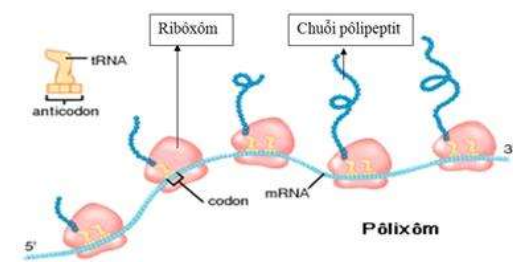 Ribôxôm
Chuỗi pôlipeptit
tRNA
anticodon
codon
mRNA
3
Pôlixôm
5'